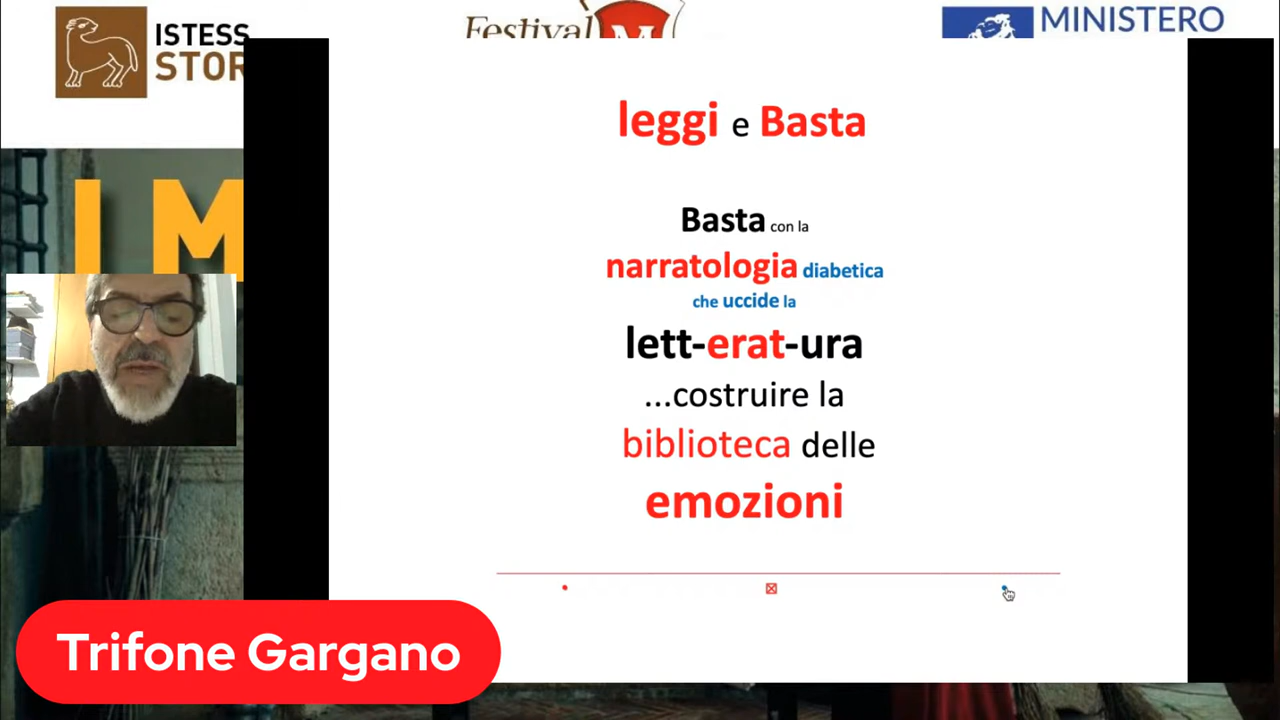 ISTESS
STOR
Festival
M
MINISTERO
I M
leggi e Basta
Basta con la
narratologia diabetica
che uccide la
lett-erat-ura
...costruire la
biblioteca delle
emozioni
Trifone Gargano